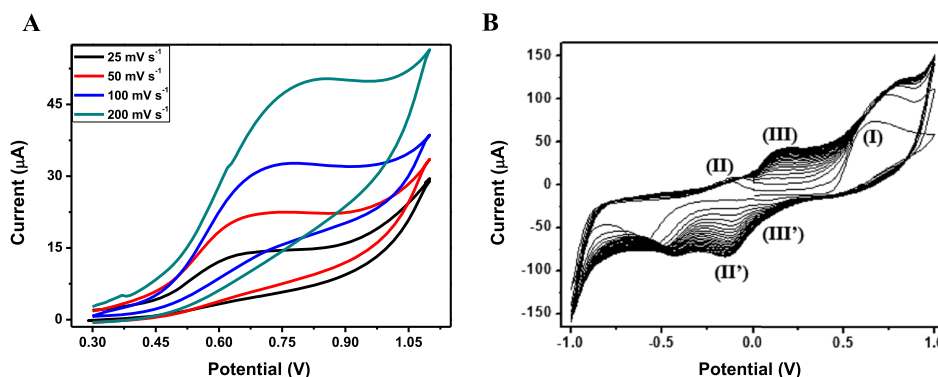 A
25 mV s⁻¹
50 mV s⁻¹
100 mV s⁻¹
200 mV s⁻¹
45
30
15
0
0.30 0.45 0.60 0.75 0.90 1.05
Current (μA)
Potential (V)
B
150
100
50
0
-50
-100
-150
-1.0 -0.5 0.0 0.5 1.0
Current (μA)
Potential (V)
(III)
(I)
(II)
(III')
(II')